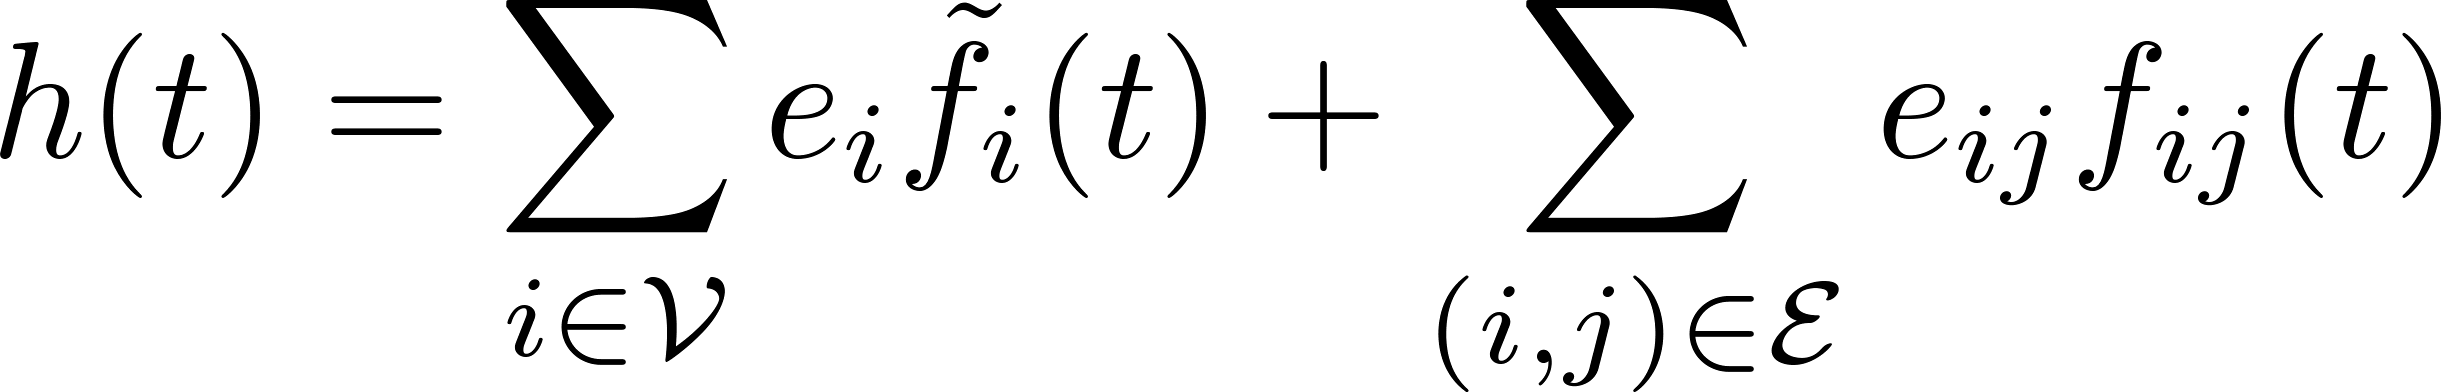 h(t) = \sum_{i \in \mathcal{V}} e_i \tilde{f}_i(t) + \sum_{(i,j) \in \mathcal{E}} e_{ij} f_{ij}(t)